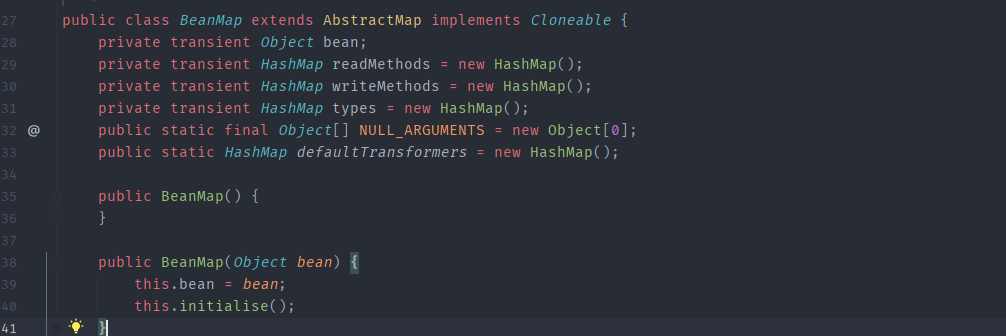 27 public class BeanMap extends AbstractMap implements Cloneable {
28     private transient Object bean;
29     private transient HashMap readMethods = new HashMap();
30     private transient HashMap writeMethods = new HashMap();
31     private transient HashMap types = new HashMap();
32 @     public static final Object[] NULL_ARGUMENTS = new Object[0];
33     public static HashMap defaultTransformers = new HashMap();
34
35     public BeanMap() {
36     }
37
38     public BeanMap(Object bean) {
39         this.bean = bean;
40         this.initialise();
41     }